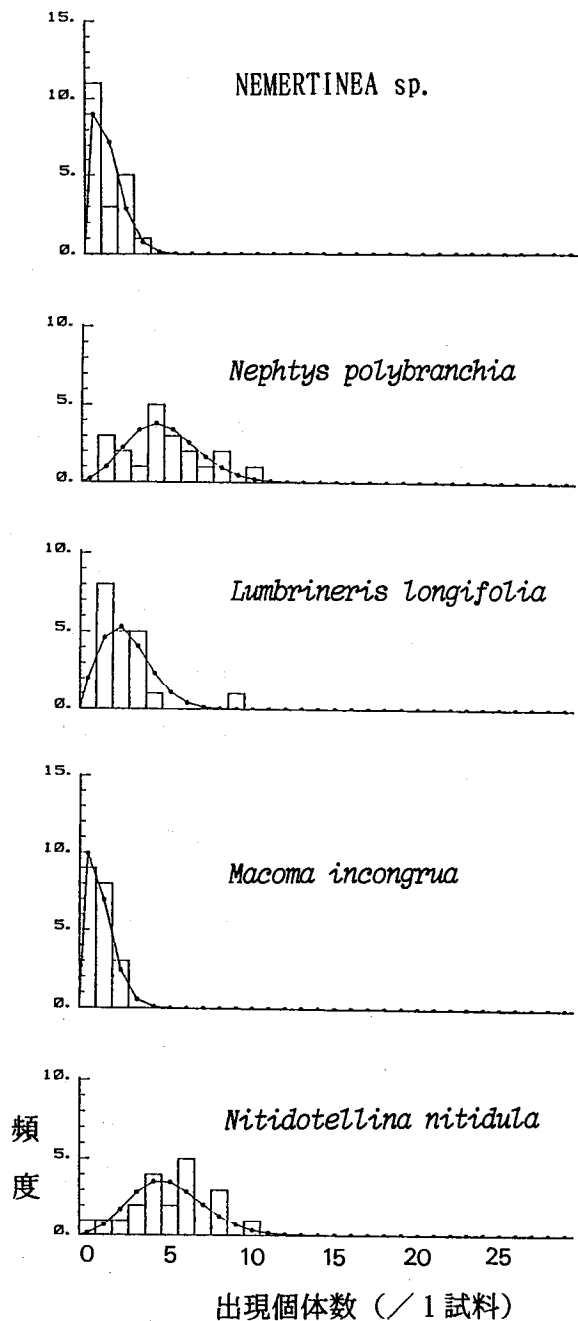 15.
NEMERTINEA sp.
10.
5.
0.
10.
Nephtys polybranchia
5.
0.
10.
Lumbrineris longifolia
5.
0.
15.
Macoma incongrua
10.
5.
0.
10.
Nitidotellina nitidula
頻度
5.
0.
0 5 10 15 20 25
出現個体数（／１試料）